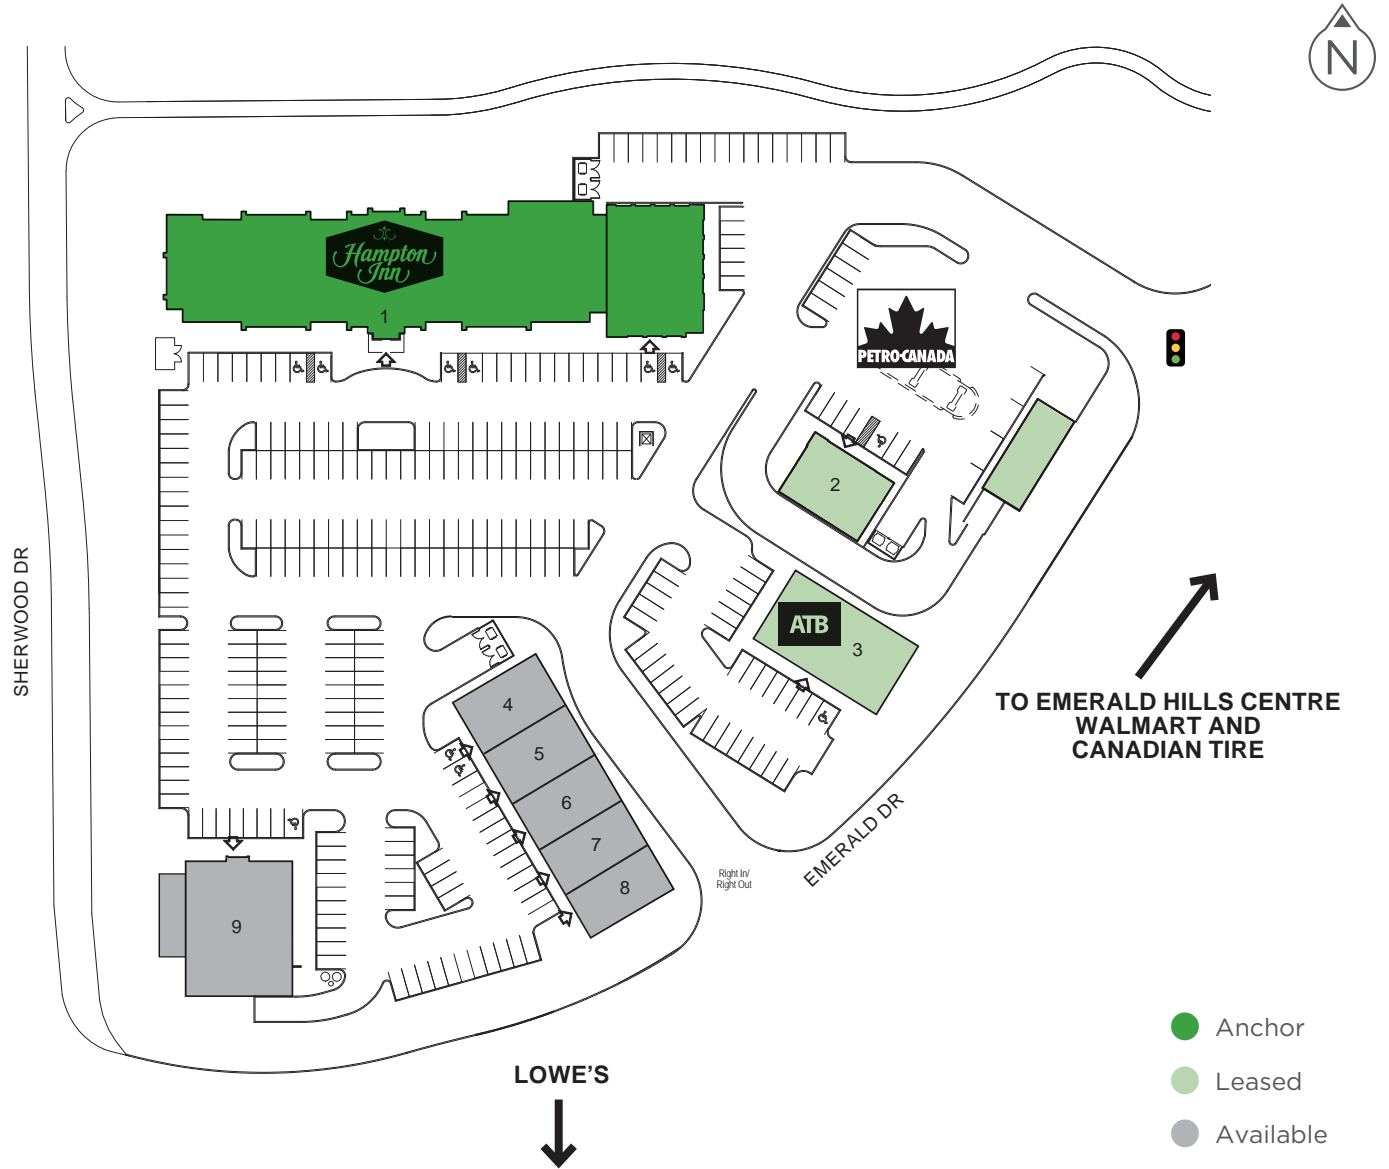 N
Hampton
Inn
1
PETRO-CANADA
2
ATB
3
SHERWOOD DR
TO EMERALD HILLS CENTRE
WALMART AND
CANADIAN TIRE
4
5
6
7
8
EMERALD DR
Right In/
Right Out
9
LOWE'S
Anchor
Leased
Available